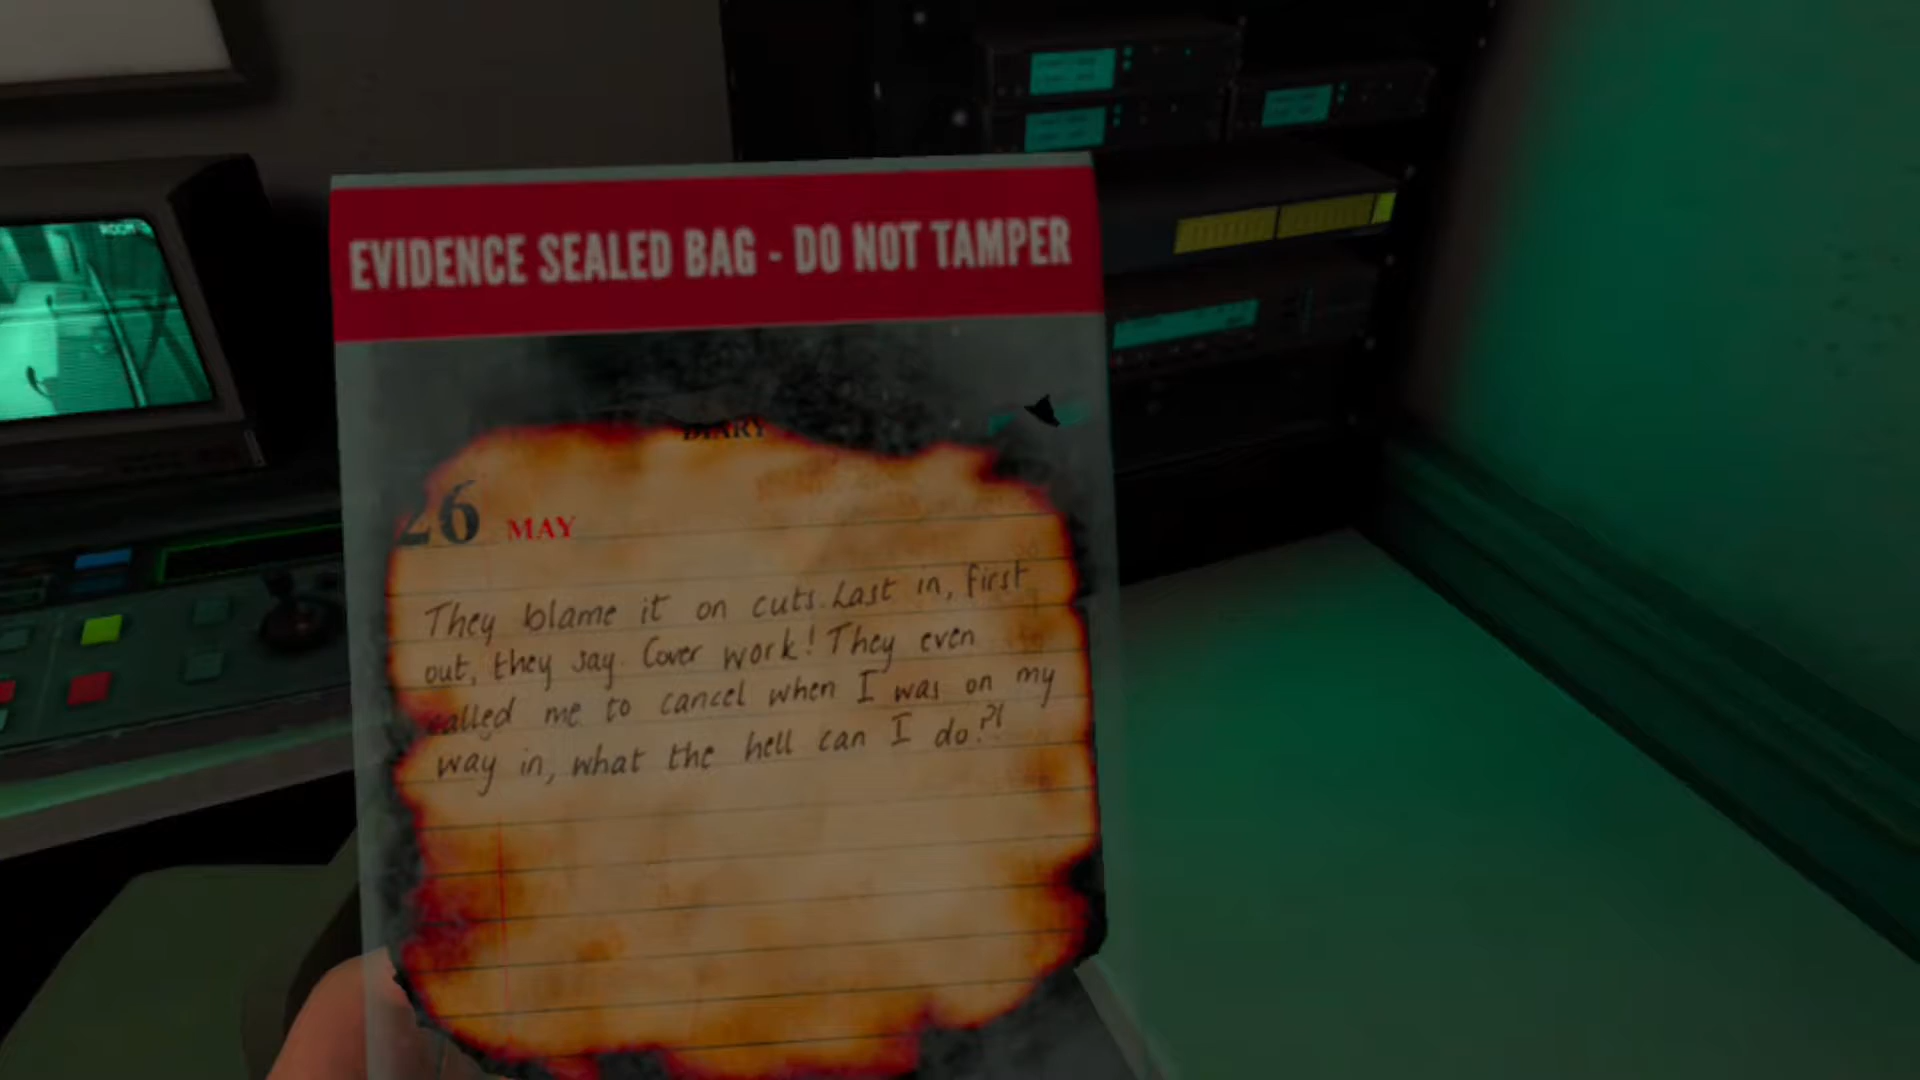 ROOM
EVIDENCE SEALED BAG - DO NOT TAMPER
DIARY
26 MAY
They blame it on cuts. Last in, first
out, they say. Cover work! They even
called me to cancel when I was on my
way in, what the hell can I do?!